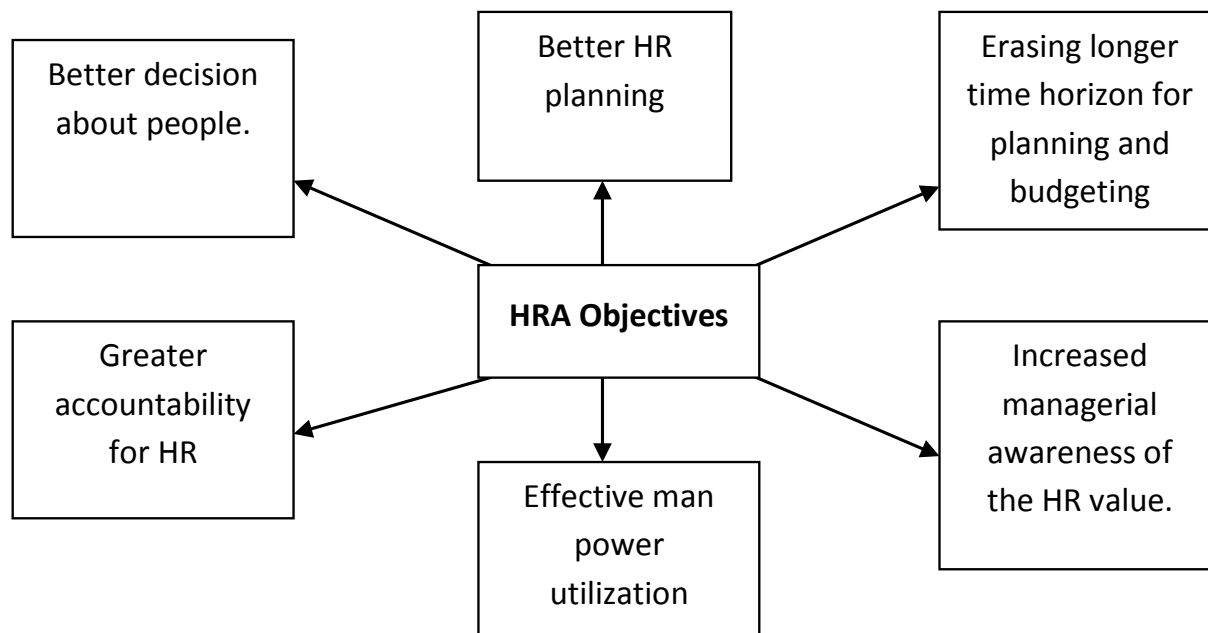 Better decision
about people.
Better HR
planning
Erasing longer
time horizon for
planning and
budgeting
HRA Objectives
Greater
accountability
for HR
Effective man
power
utilization
Increased
managerial
awareness of
the HR value.